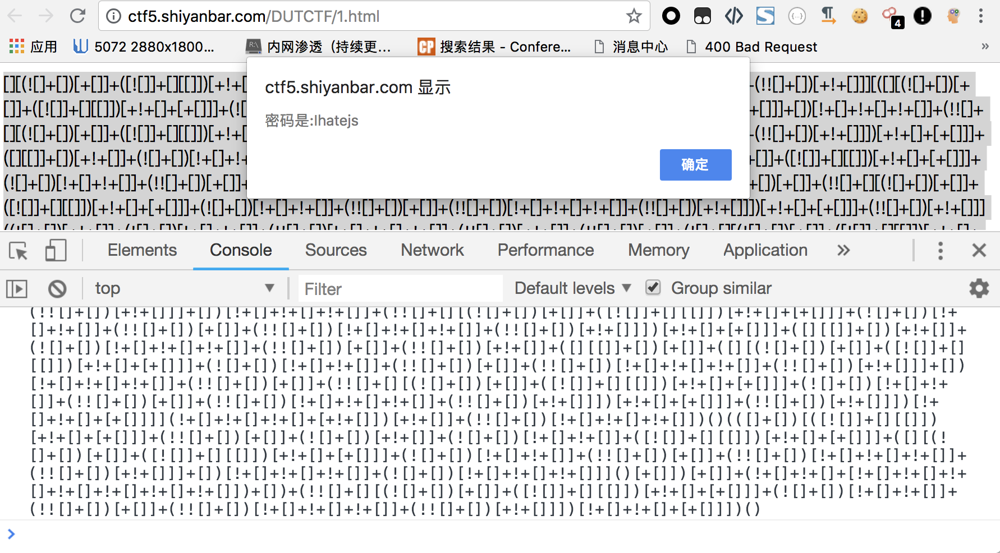 ctf5.shiyanbar.com/DUTCTF/1.html
4
应用
5072 2880x1800...
内网渗透（持续更...
CP 搜索结果 - Confere...
消息中心
400 Bad Request
»
[][(![]+[])[+[]]+([![]]+[][[]])[+!+[
-(!![]+[])[+!+[]]][([][(![]+[])[+
[]]+([![]]+[][[]])[+!+[]+[+[]]]+(![
+[]]]+[])[!+[]+!+[]+!+[]]+(!![]+
[][(![]+[])[+[]]+([![]]+[][[]])[+!+[
-(!![]+[])[+!+[]]])[+!+[]+[+[]]]+
([][[]]+[])[+!+[]]+(![]+[])[!+[]+!+
+[]]+([![]]+[][[]])[+!+[]+[+[]]]+
(![]+[])[!+[]+!+[]]+(!![]+[])[+[]]+
+[])[+[]]+(!![]+[][(![]+[])[+[]]+
([![]]+[][[]])[+!+[]+[+[]]]+(![]+[])[!+[]+!+[]]+(!![]+[])[+[]]+(!![]+[])[!+[]+!+[]+!+[]]+(!![]+[])[+!+[]]])[+!+[]+[+[]]]+(!![]+[])[+!+[]]]
ctf5.shiyanbar.com 显示
密码是:Ihatejs
确定
Elements Console Sources Network Performance Memory Application »
top ▼ Filter Default levels ▼ Group similar
(!![]+[])[+!+[]]]+[])[!+[]+!+[]+!+[]]+(!![]+[][(![]+[])[+[]]+([![]]+[][[]])[+!+[]+[+[]]]+(![]+[])[!+
[]+!+[]]+(!![]+[])[+[]]+(!![]+[])[!+[]+!+[]+!+[]]+(!![]+[])[+!+[]]])[+!+[]+[+[]]]+([][[]]+[])[+!+[]]+
(![]+[])[!+[]+!+[]+!+[]]+(!![]+[])[+[]]+(!![]+[])[+!+[]]+([][[]]+[])[+[]]+([][(![]+[])[+[]]+([![]]+[]
[[]])[+!+[]+[+[]]]+(![]+[])[!+[]+!+[]]+(!![]+[])[+[]]+(!![]+[])[!+[]+!+[]+!+[]]+(!![]+[])[+!+[]]]+[])
[!+[]+!+[]+!+[]]+(!![]+[])[+[]]+(!![]+[][(![]+[])[+[]]+([![]]+[][[]])[+!+[]+[+[]]]+(![]+[])[!+[]+!+
[]]+(!![]+[])[+[]]+(!![]+[])[!+[]+!+[]+!+[]]+(!![]+[])[+!+[]]])[+!+[]+[+[]]]+(!![]+[])[+!+[]]])[!+
[]+!+[]+[+[]]]](!+[]+!+[]+!+[]+[+!+[]])[+!+[]]+(!![]+[])[!+[]+!+[]+!+[]])()(([]+[])[([![]]+[][[]])
[+!+[]+[+[]]]+(!![]+[])[+[]]+(![]+[])[+!+[]]+(![]+[])[!+[]+!+[]]+([![]]+[][[]])[+!+[]+[+[]]]+([][(!
[]+[])[+[]]+([![]]+[][[]])[+!+[]+[+[]]]+(![]+[])[!+[]+!+[]]+(!![]+[])[+[]]+(!![]+[])[!+[]+!+[]+!+[]]+
(!![]+[])[+!+[]]]+[])[!+[]+!+[]+!+[]]+(![]+[])[!+[]+!+[]+!+[]]]()[+[]])[+[]]+(!+[]+!+[]+[!+[]+!+[]+!+
[]+!+[]+!+[]+!+[]+!+[]])+[])+(!![]+[][(![]+[])[+[]]+([![]]+[][[]])[+!+[]+[+[]]]+(![]+[])[!+[]+!+[]]+
(!![]+[])[+[]]+(!![]+[])[!+[]+!+[]+!+[]]+(!![]+[])[+!+[]]])[!+[]+!+[]+[+[]]])()